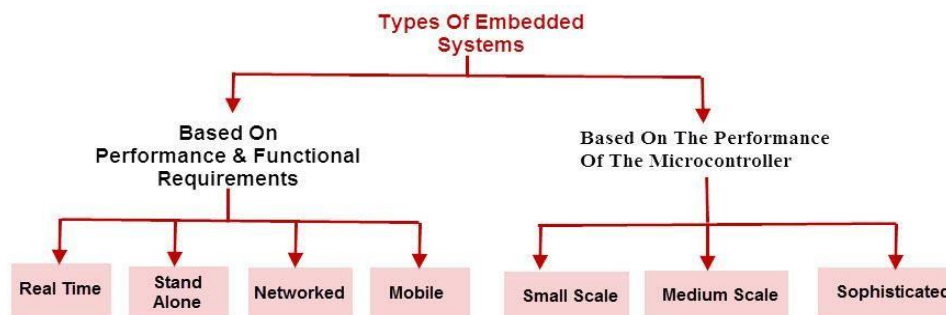 Types Of Embedded
Systems
Based On
Performance & Functional
Requirements
Based On The Performance
Of The Microcontroller
Real Time
Stand
Alone
Networked
Mobile
Small Scale
Medium Scale
Sophisticated